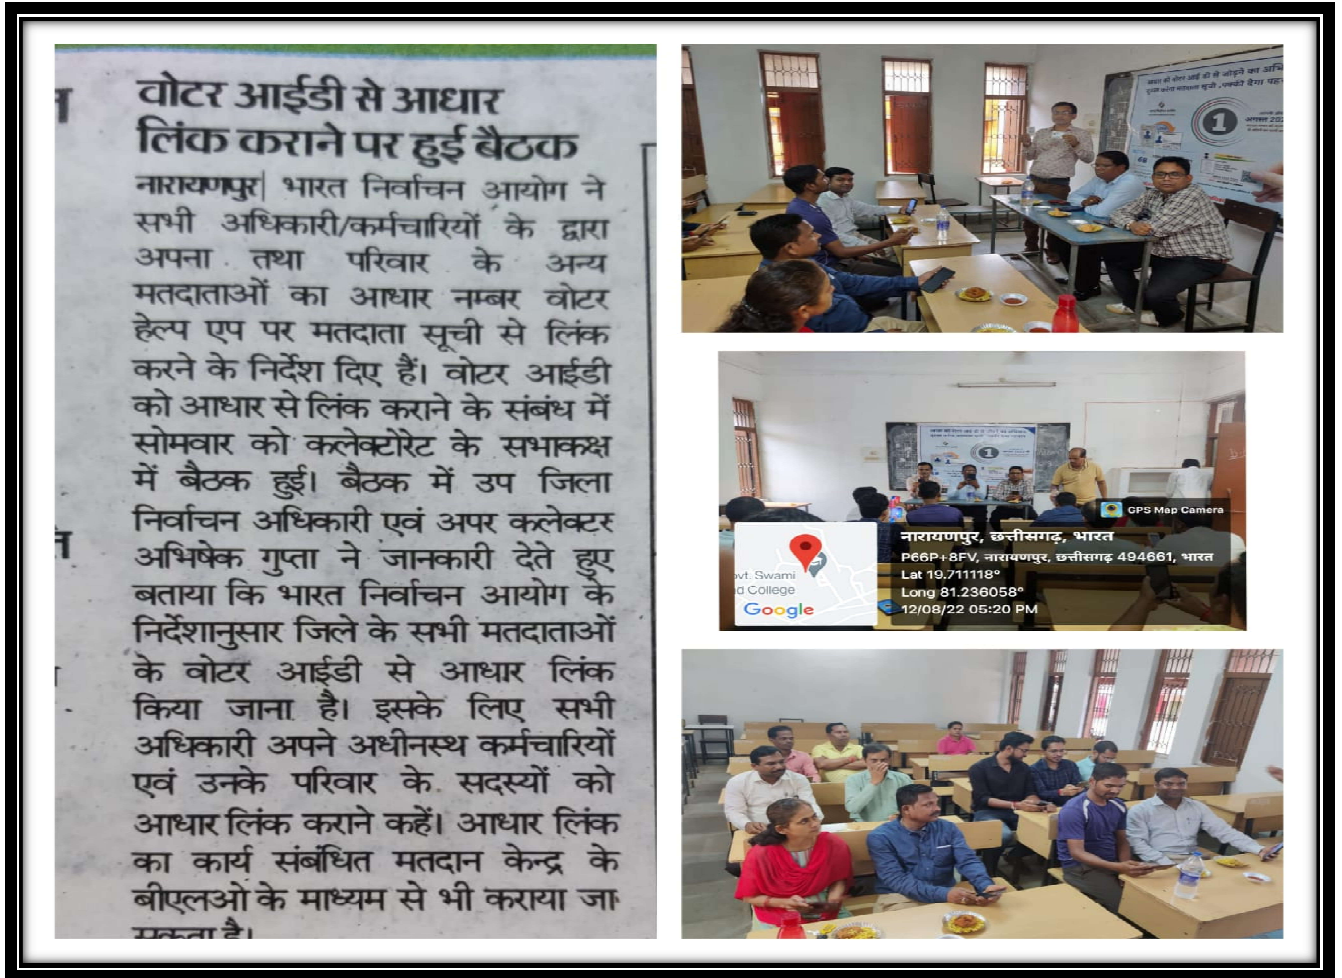 वोटर आईडी से आधार
लिंक कराने पर हुई बैठक
नारायणपुर| भारत निर्वाचन आयोग ने
सभी अधिकारी/कर्मचारियों के द्वारा
अपना तथा परिवार के अन्य
मतदाताओं का आधार नम्बर वोटर
हेल्प एप पर मतदाता सूची से लिंक
करने के निर्देश दिए हैं। वोटर आईडी
को आधार से लिंक कराने के संबंध में
सोमवार को कलेक्टोरेट के सभाकक्ष
में बैठक हुई। बैठक में उप जिला
निर्वाचन अधिकारी एवं अपर कलेक्टर
अभिषेक गुप्ता ने जानकारी देते हुए
बताया कि भारत निर्वाचन आयोग के
निर्देशानुसार जिले के सभी मतदाताओं
के वोटर आईडी से आधार लिंक
किया जाना है। इसके लिए सभी
अधिकारी अपने अधीनस्थ कर्मचारियों
एवं उनके परिवार के सदस्यों को
आधार लिंक कराने कहें। आधार लिंक
का कार्य संबंधित मतदान केन्द्र के
बीएलओ के माध्यम से भी कराया जा
सकता है।
1
GPS Map Camera
नारायणपुर, छत्तीसगढ़, भारत
P66P+8FV, नारायणपुर, छत्तीसगढ़ 494661, भारत
Lat 19.711118°
Long 81.236058°
12/08/22 05:20 PM
ovt. Swami
d College
Google